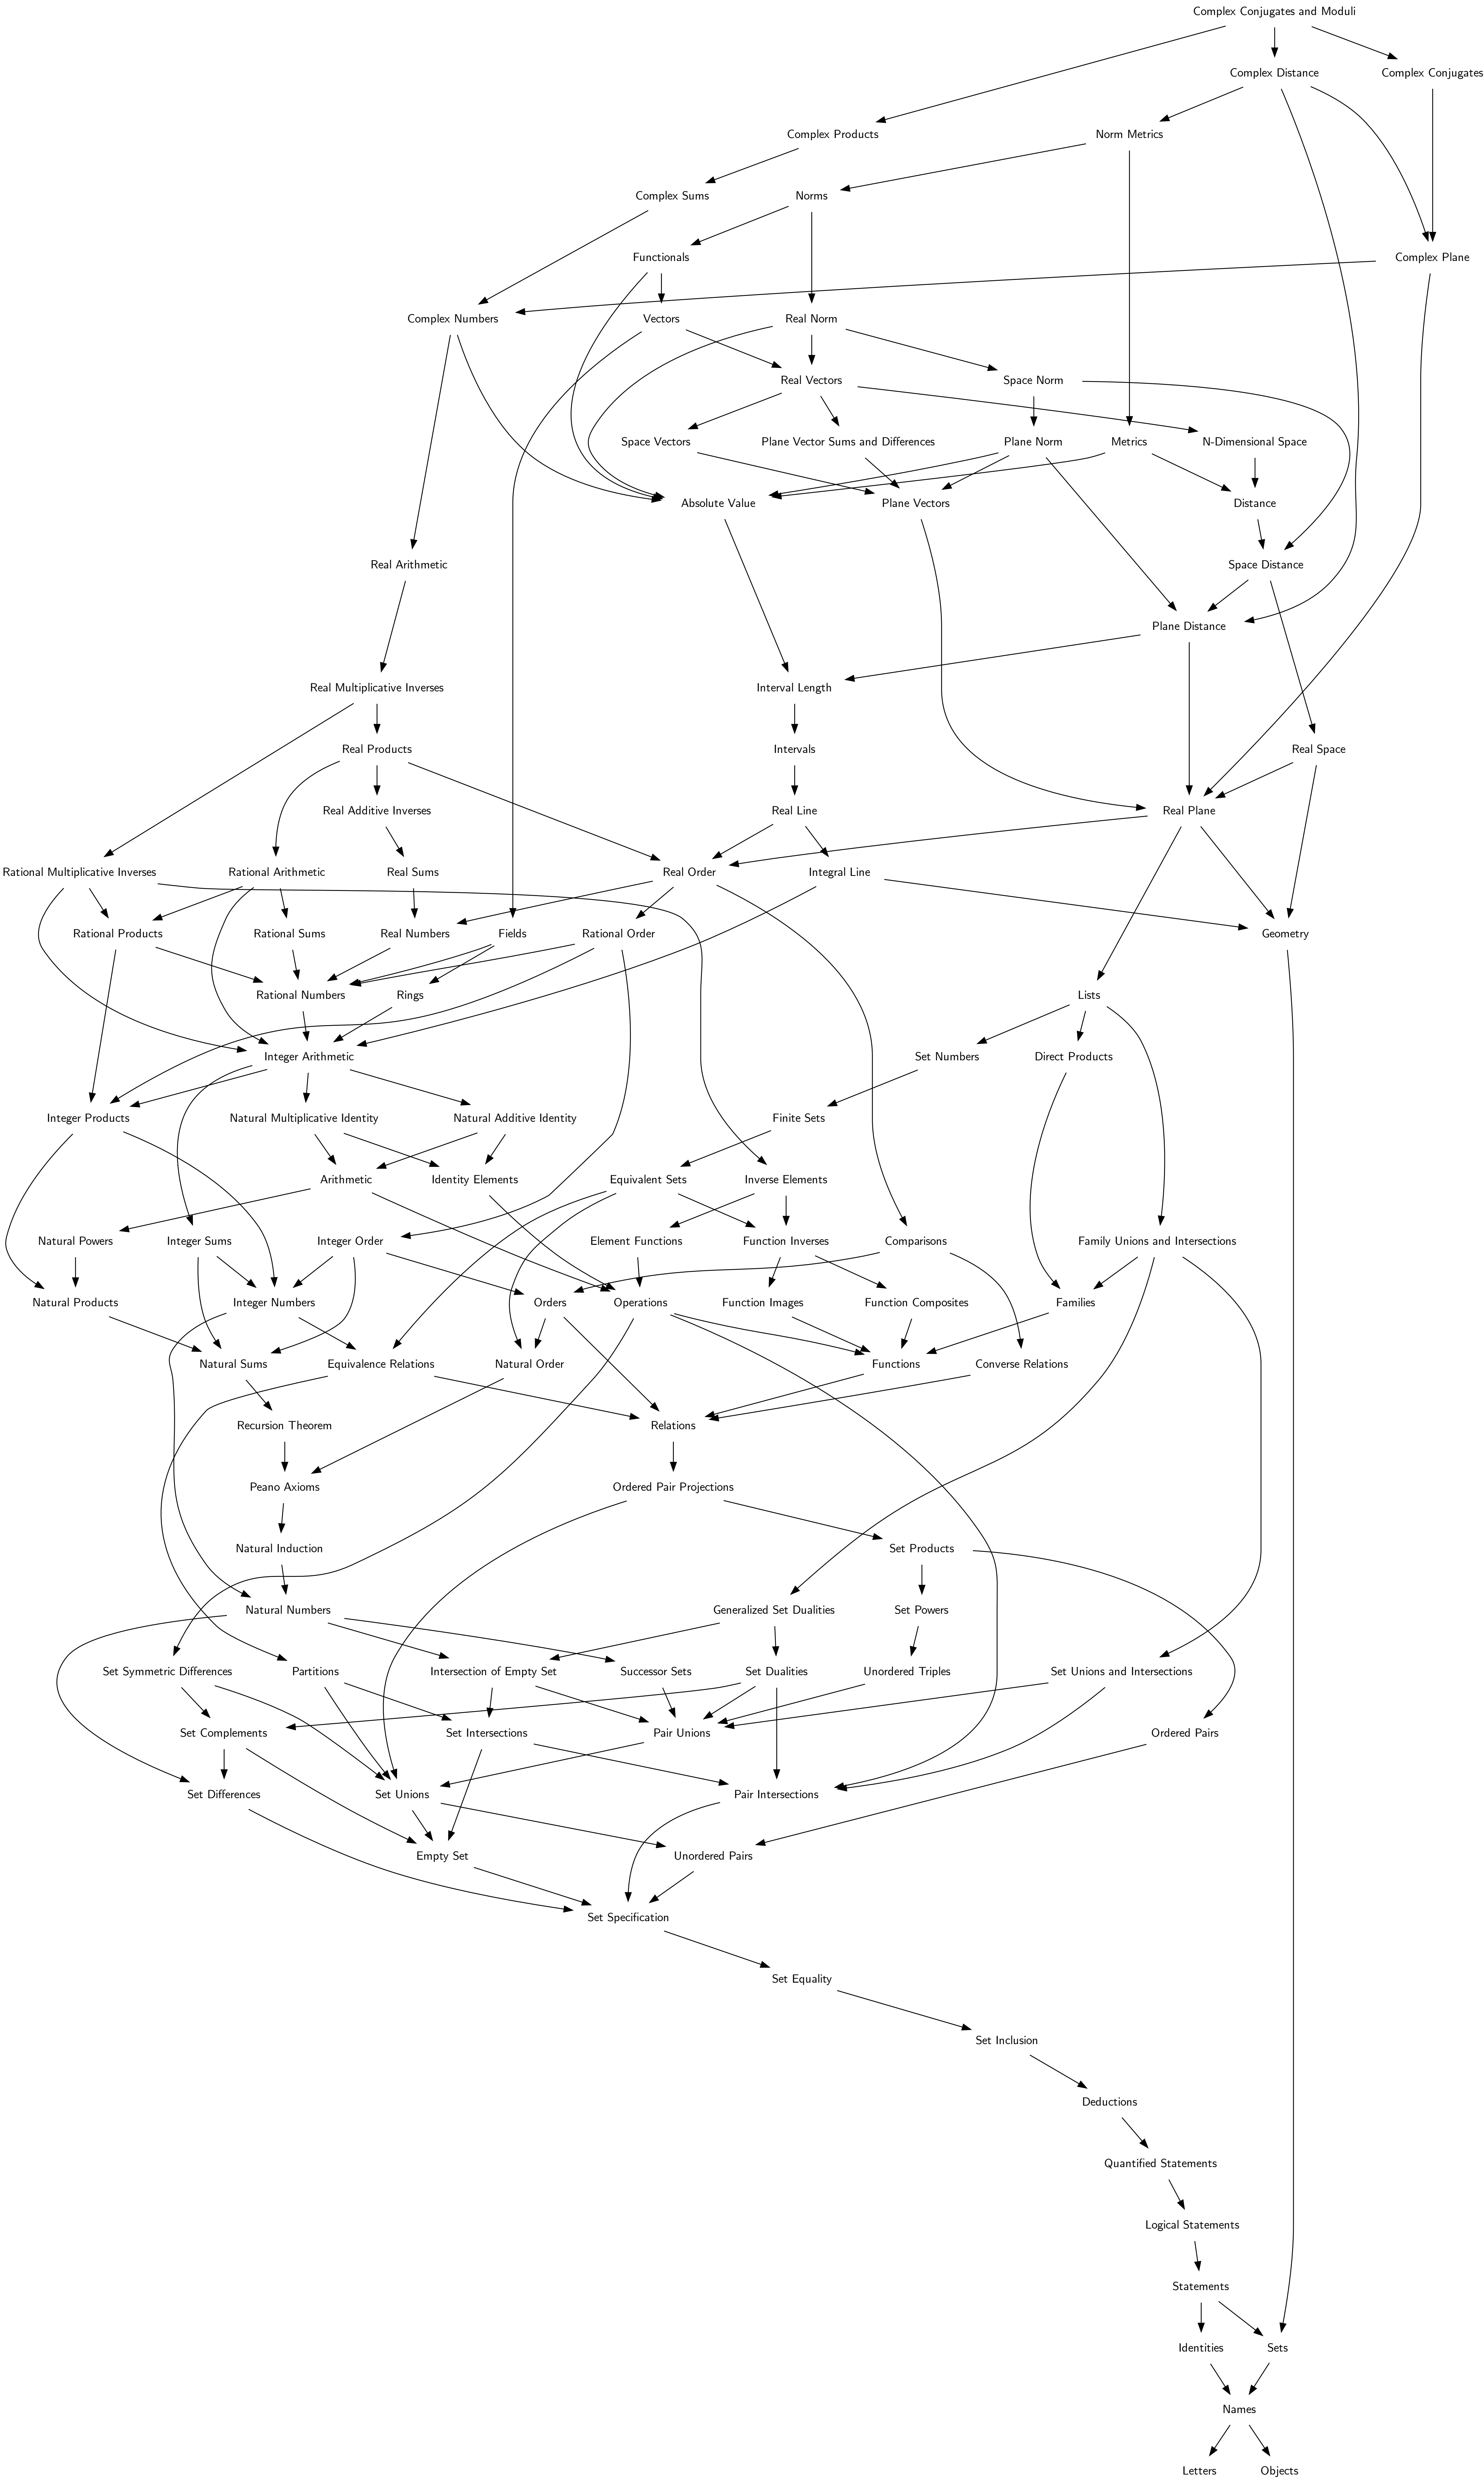 Complex Conjugates and Moduli
Complex Distance
Complex Conjugates
Complex Products
Norm Metrics
Complex Sums
Norms
Functionals
Complex Plane
Complex Numbers
Vectors
Real Norm
Real Vectors
Space Norm
Space Vectors
Plane Vector Sums and Differences
Plane Norm
Metrics
N-Dimensional Space
Absolute Value
Plane Vectors
Distance
Real Arithmetic
Space Distance
Plane Distance
Real Multiplicative Inverses
Interval Length
Real Products
Intervals
Real Space
Real Additive Inverses
Real Line
Real Plane
Rational Multiplicative Inverses
Rational Arithmetic
Real Sums
Real Order
Integral Line
Rational Products
Rational Sums
Real Numbers
Fields
Rational Order
Geometry
Rational Numbers
Rings
Lists
Integer Arithmetic
Set Numbers
Direct Products
Integer Products
Natural Multiplicative Identity
Natural Additive Identity
Finite Sets
Arithmetic
Identity Elements
Equivalent Sets
Inverse Elements
Natural Powers
Integer Sums
Integer Order
Element Functions
Function Inverses
Comparisons
Family Unions and Intersections
Natural Products
Integer Numbers
Orders
Operations
Function Images
Function Composites
Families
Natural Sums
Equivalence Relations
Natural Order
Functions
Converse Relations
Recursion Theorem
Relations
Peano Axioms
Ordered Pair Projections
Natural Induction
Set Products
Natural Numbers
Generalized Set Dualities
Set Powers
Set Symmetric Differences
Partitions
Intersection of Empty Set
Successor Sets
Set Dualities
Unordered Triples
Set Unions and Intersections
Set Complements
Set Intersections
Pair Unions
Ordered Pairs
Set Differences
Set Unions
Pair Intersections
Empty Set
Unordered Pairs
Set Specification
Set Equality
Set Inclusion
Deductions
Quantified Statements
Logical Statements
Statements
Identities
Sets
Names
Letters
Objects